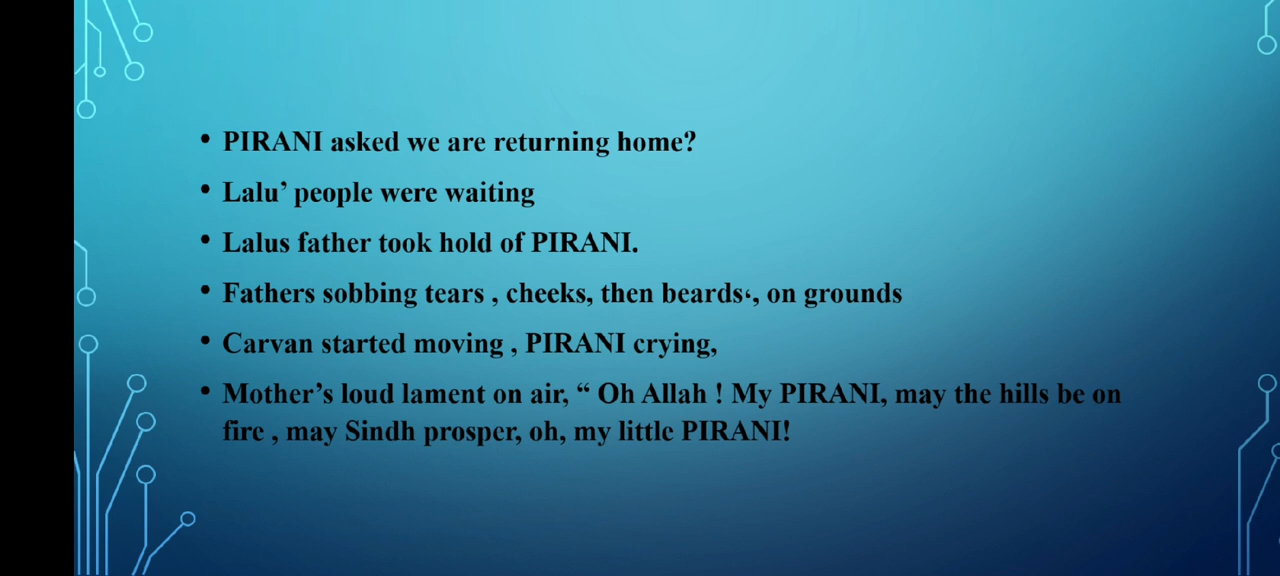 • PIRANI asked we are returning home?
• Lalu’ people were waiting
• Lalus father took hold of PIRANI.
• Fathers sobbing tears , cheeks, then beards‘, on grounds
• Carvan started moving , PIRANI crying,
• Mother’s loud lament on air, “ Oh Allah ! My PIRANI, may the hills be on
fire , may Sindh prosper, oh, my little PIRANI!